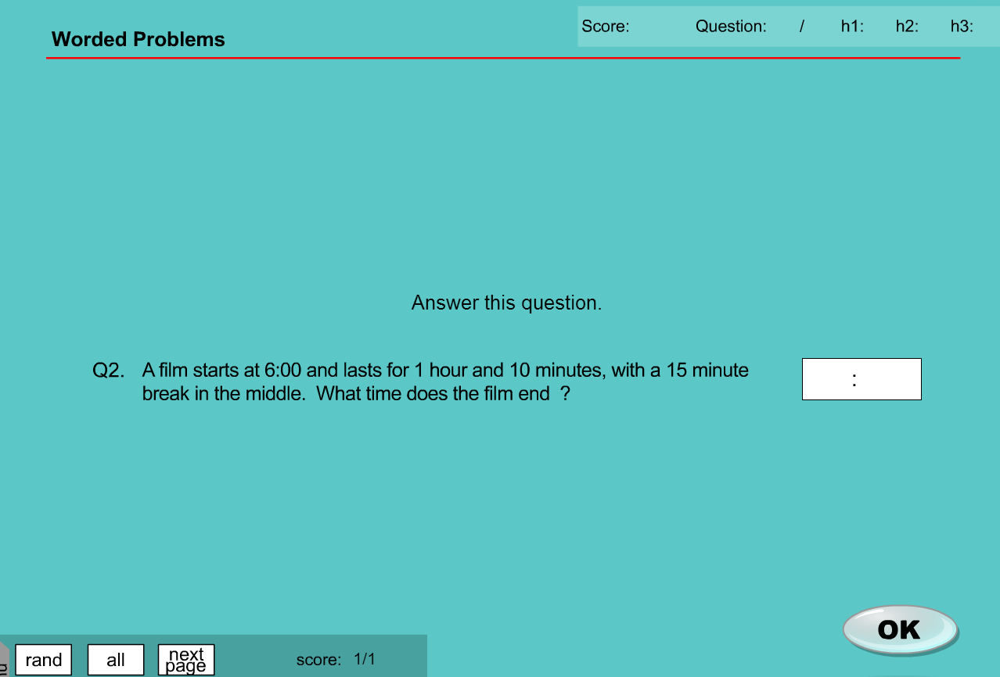 Worded Problems
Score: Question: / h1: h2: h3:
Answer this question.
Q2. A film starts at 6:00 and lasts for 1 hour and 10 minutes, with a 15 minute
break in the middle. What time does the film end ?
:
OK
rand
all
next
page
score: 1/1